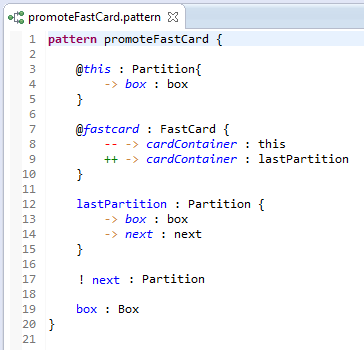 promoteFastCard.pattern
1 pattern promoteFastCard {
2
3 @this : Partition{
4 -> box : box
5 }
6
7 @fastcard : FastCard {
8 -- -> cardContainer : this
9 ++ -> cardContainer : lastPartition
10 }
11
12 lastPartition : Partition {
13 -> box : box
14 -> next : next
15 }
16
17 ! next : Partition
18
19 box : Box
20 }
21